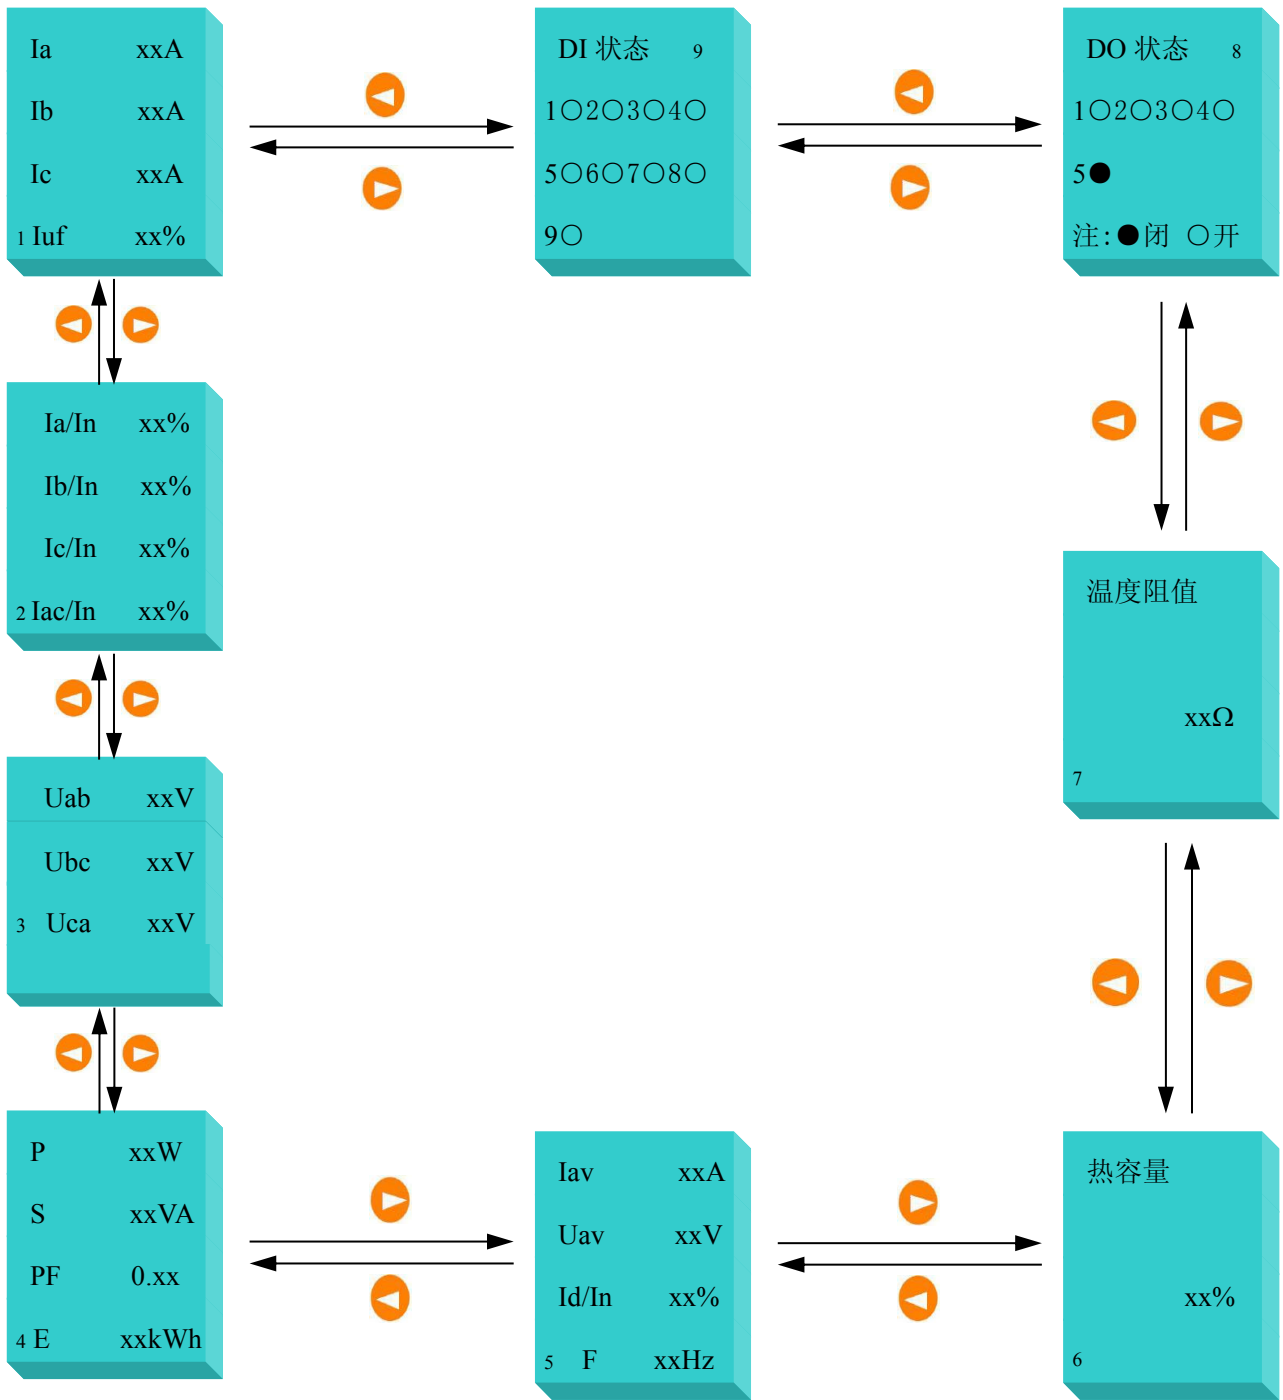 Ia xxA
Ib xxA
Ic xxA
1 Iuf xx%
DI 状态 9
1○2○3○4○
5○6○7○8○
9○
DO 状态 8
1○2○3○4○
5●
注:●闭 ○开
Ia/In xx%
Ib/In xx%
Ic/In xx%
2 Iac/In xx%
温度阻值
xxΩ
7
Uab xxV
Ubc xxV
3 Uca xxV
P xxW
S xxVA
PF 0.xx
4 E xxkWh
Iav xxA
Uav xxV
Id/In xx%
5 F xxHz
热容量
xx%
6